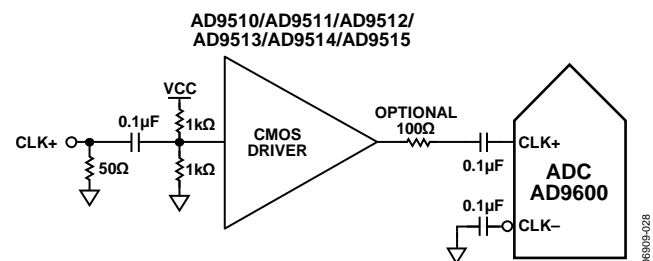 AD9510/AD9511/AD9512/
AD9513/AD9514/AD9515
VCC
OPTIONAL
100Ω
0.1µF
1kΩ
CLK+
CMOS
DRIVER
CLK+
50Ω
1kΩ
0.1µF
ADC
AD9600
0.1µF
CLK–
06909-028